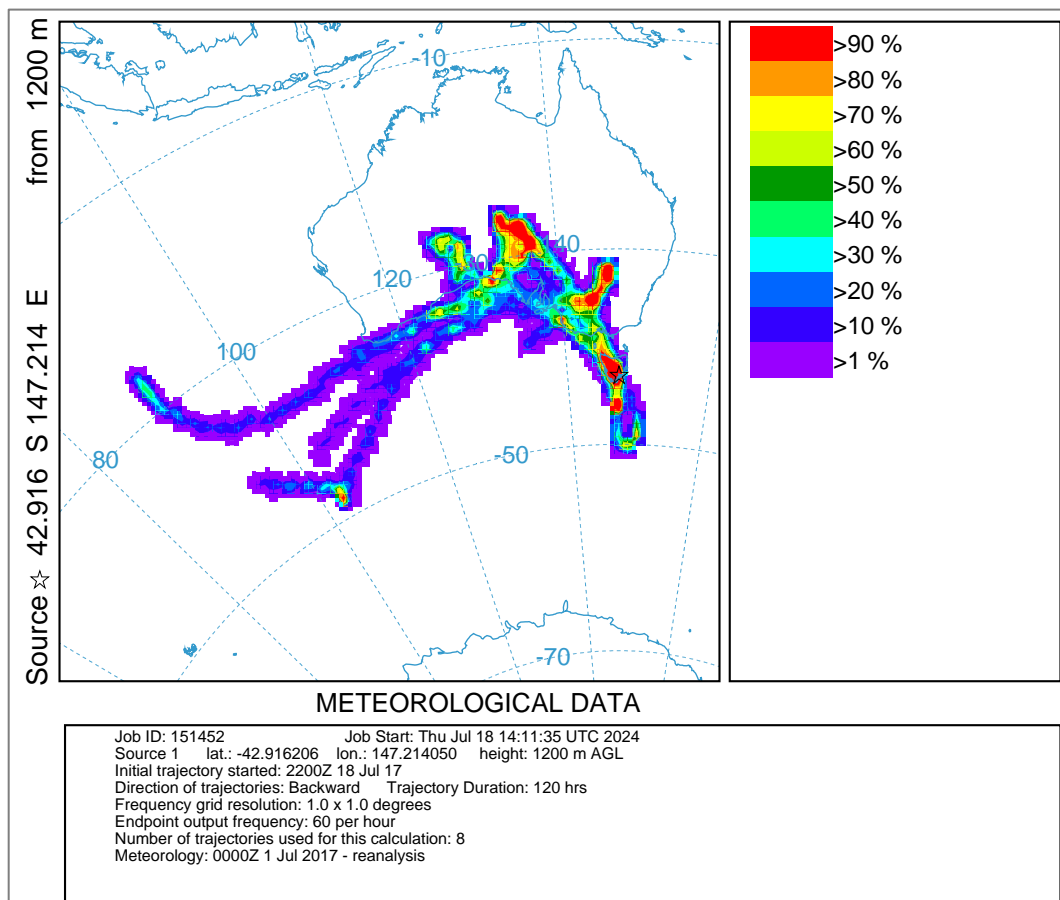 Source ☆ 42.916 S 147.214 E from 1200 m
-10
40
30
120
100
80
-50
-70
>90 %
>80 %
>70 %
>60 %
>50 %
>40 %
>30 %
>20 %
>10 %
>1 %
METEOROLOGICAL DATA
Job ID: 151452 Job Start: Thu Jul 18 14:11:35 UTC 2024
Source 1 lat.: -42.916206 lon.: 147.214050 height: 1200 m AGL
Initial trajectory started: 2200Z 18 Jul 17
Direction of trajectories: Backward Trajectory Duration: 120 hrs
Frequency grid resolution: 1.0 x 1.0 degrees
Endpoint output frequency: 60 per hour
Number of trajectories used for this calculation: 8
Meteorology: 0000Z 1 Jul 2017 - reanalysis